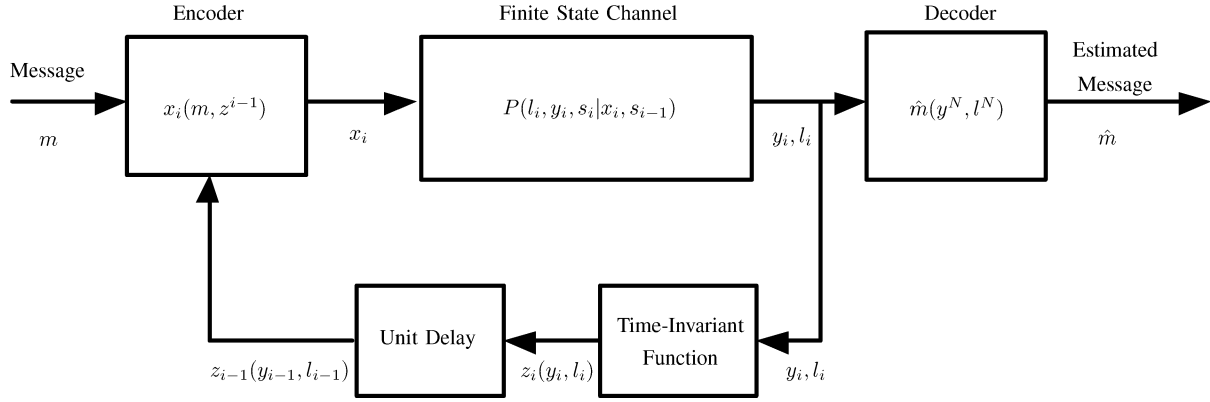 Encoder
Finite State Channel
Decoder
Message
$x_i(m, z^{i-1})$
$P(l_i, y_i, s_i|x_i, s_{i-1})$
$\hat{m}(y^N, l^N)$
Estimated
Message
$m$
$x_i$
$y_i, l_i$
$\hat{m}$
Unit Delay
Time-Invariant
Function
$z_{i-1}(y_{i-1}, l_{i-1})$
$z_i(y_i, l_i)$
$y_i, l_i$